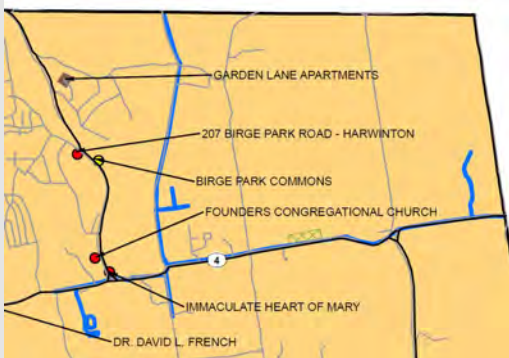 GARDEN LANE APARTMENTS
207 BIRGE PARK ROAD - HARWINTON
BIRGE PARK COMMONS
FOUNDERS CONGREGATIONAL CHURCH
4
IMMACULATE HEART OF MARY
DR. DAVID L. FRENCH